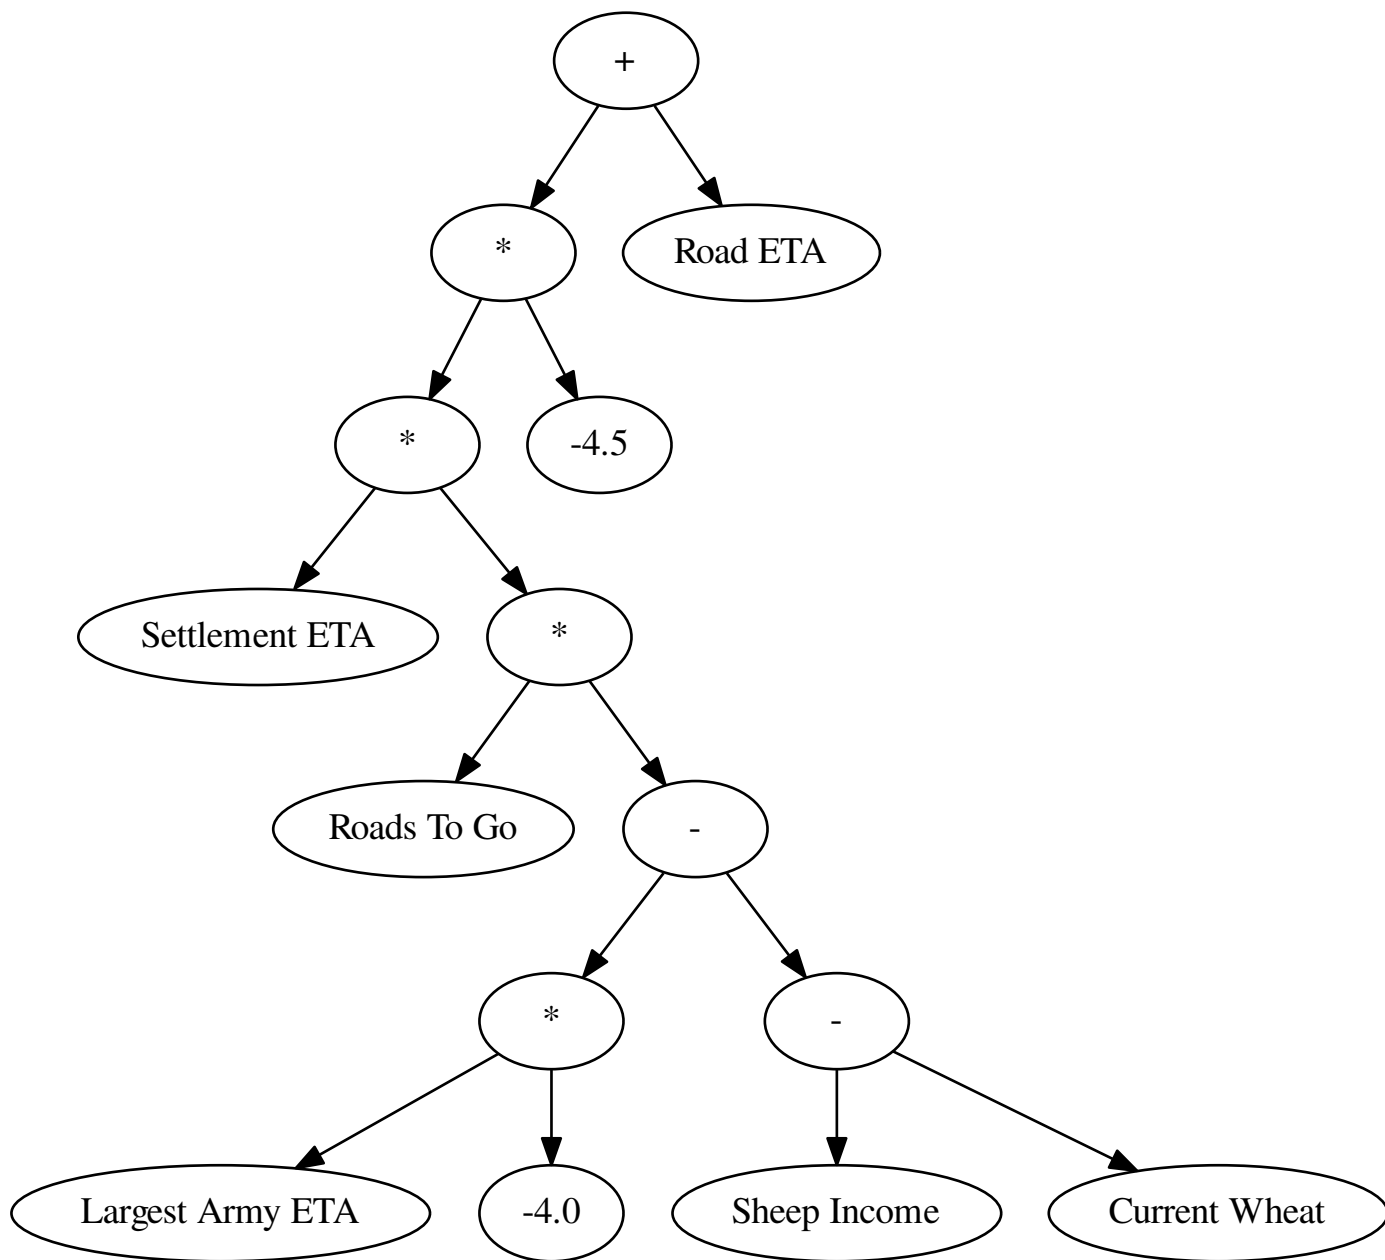 +
*
Road ETA
*
-4.5
Settlement ETA
*
Roads To Go
-
*
-
Largest Army ETA
-4.0
Sheep Income
Current Wheat